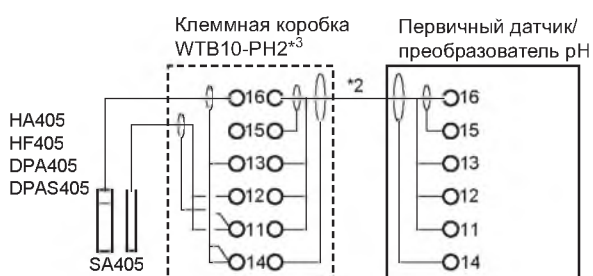 Клеммная коробка
WTB10-PH2*3
Первичный датчик/
преобразователь pH
*2
HA405
HF405
DPA405
DPAS405
SA405
16
15
13
12
11
14
16
15
13
12
11
14